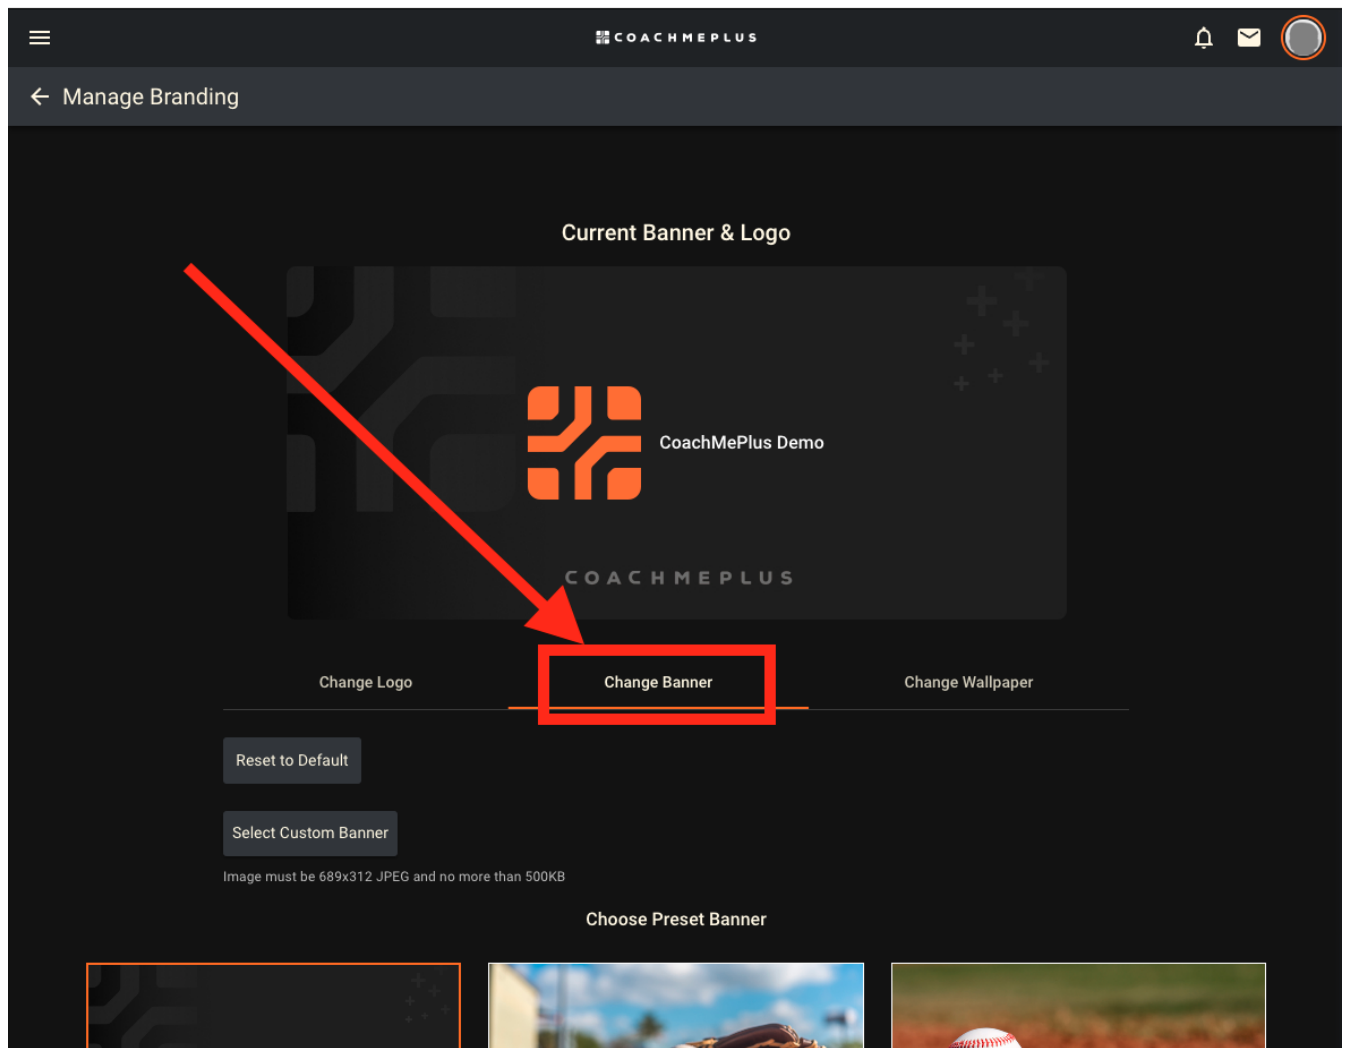 COACHMEPLUS
Manage Branding
Current Banner & Logo
CoachMePlus Demo
COACHMEPLUS
Change Logo
Change Banner
Change Wallpaper
Reset to Default
Select Custom Banner
Image must be 689x312 JPEG and no more than 500KB
Choose Preset Banner